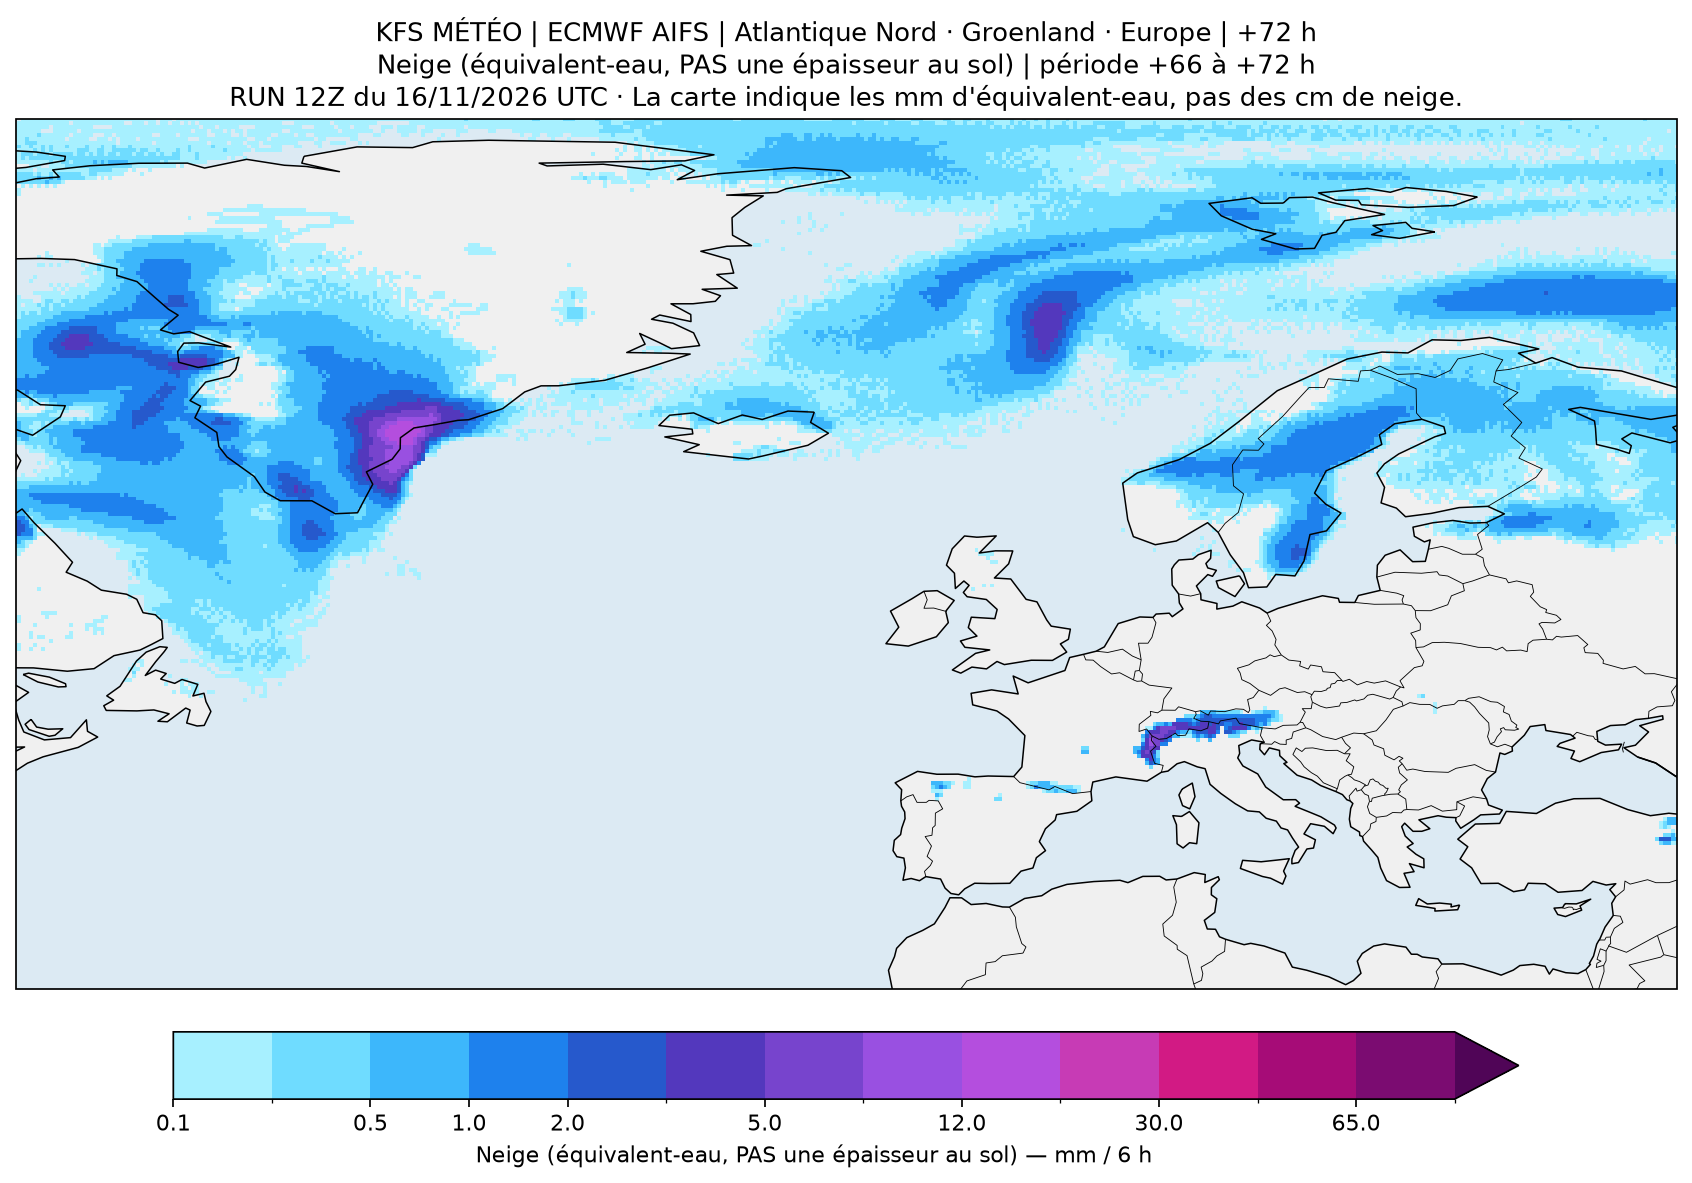 KFS MÉTÉO | ECMWF AIFS | Atlantique Nord · Groenland · Europe | +72 h
Neige (équivalent-eau, PAS une épaisseur au sol) | période +66 à +72 h
RUN 12Z du 16/11/2026 UTC · La carte indique les mm d'équivalent-eau, pas des cm de neige.
0.1 0.5 1.0 2.0 5.0 12.0 30.0 65.0
Neige (équivalent-eau, PAS une épaisseur au sol) — mm / 6 h